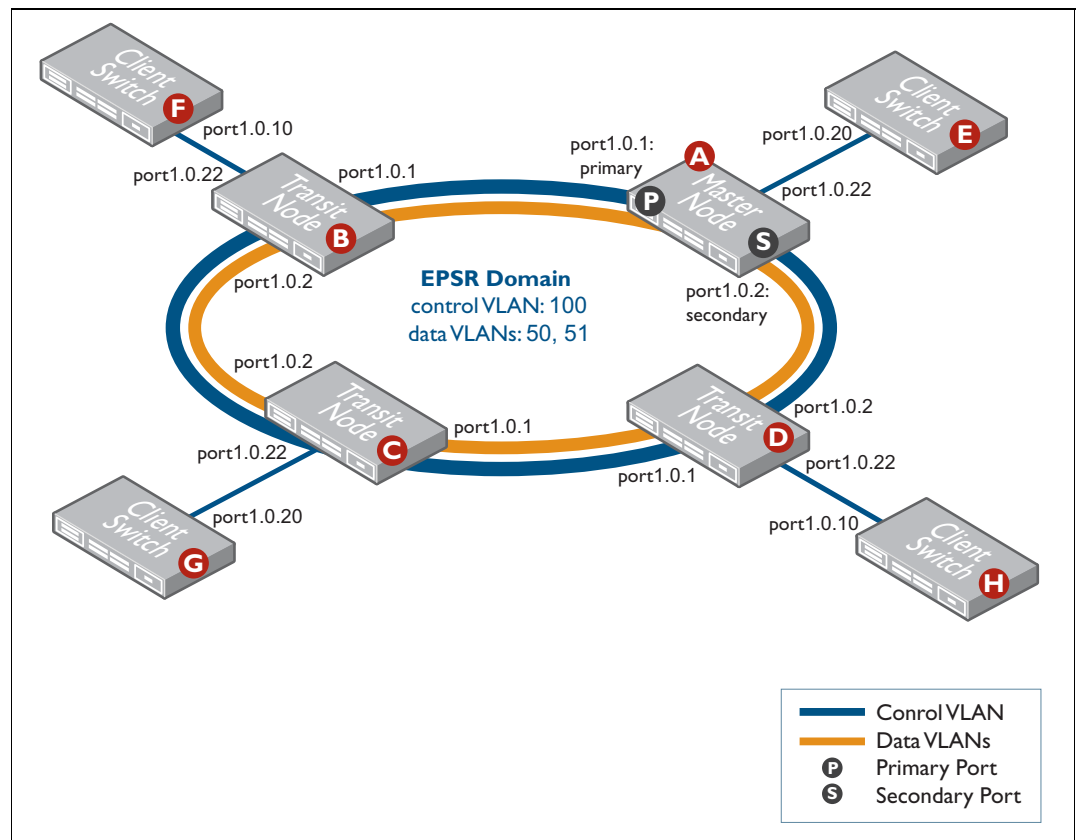 Client
Switch
F
port1.0.10
port1.0.22
Transit
Node
B
port1.0.1
port1.0.2
port1.0.1:
primary
A
Master
Node
P
S
Client
Switch
E
port1.0.20
port1.0.22
EPSR Domain
control VLAN: 100
data VLANs: 50, 51
port1.0.2:
secondary
port1.0.2
Transit
Node
C
port1.0.1
port1.0.22
port1.0.20
Client
Switch
G
Transit
Node
D
port1.0.2
port1.0.1
port1.0.22
port1.0.10
Client
Switch
H
Conrol VLAN
Data VLANs
P Primary Port
S Secondary Port